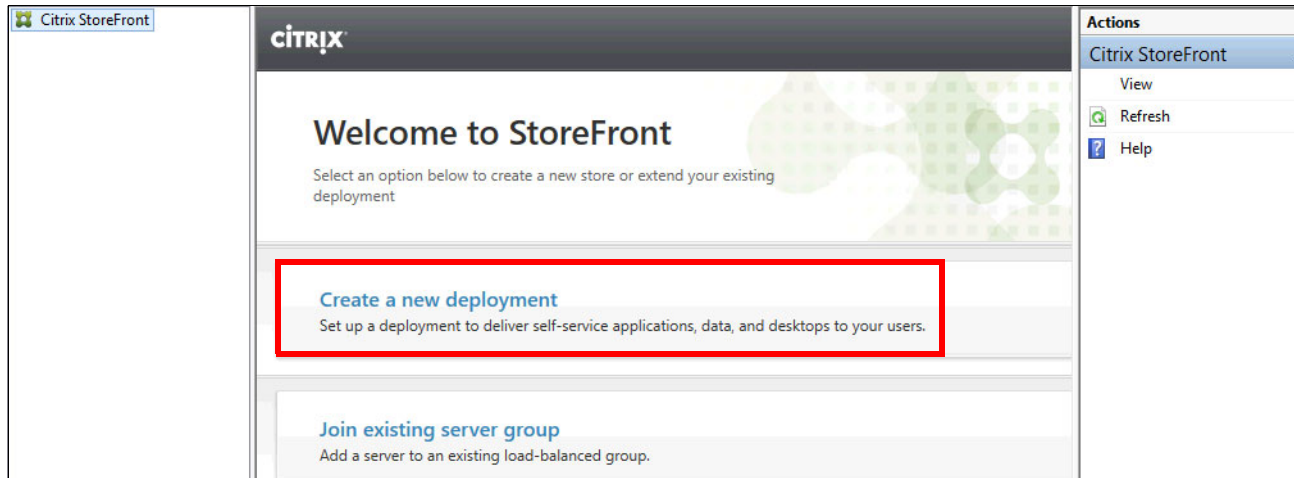 Citrix StoreFront
CİTRIX
Welcome to StoreFront
Select an option below to create a new store or extend your existing
deployment
Create a new deployment
Set up a deployment to deliver self-service applications, data, and desktops to your users.
Join existing server group
Add a server to an existing load-balanced group.
Actions
Citrix StoreFront
View
Refresh
Help